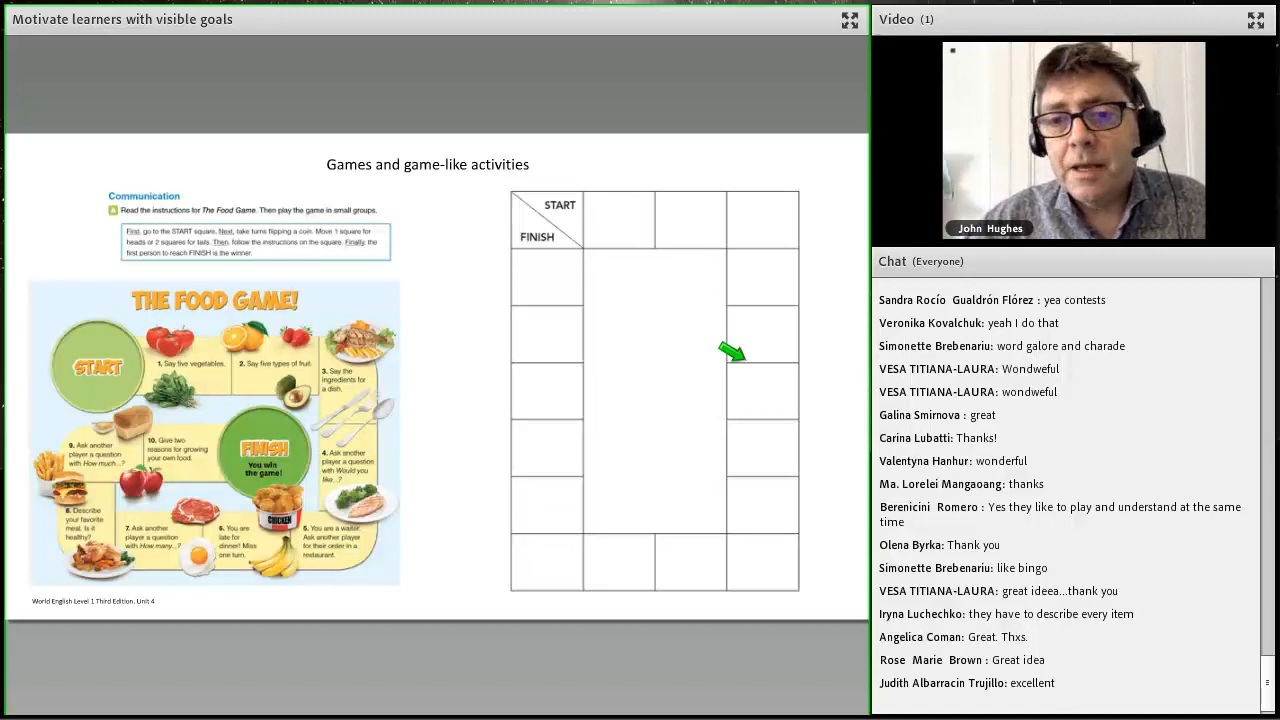 Motivate learners with visible goals
Games and game-like activities
Communication
A Read the instructions for The Food Game. Then play the game in small groups.
First, go to the START square. Next, take turns flipping a coin. Move 1 square for
heads or 2 squares for tails. Then, follow the instructions on the square. Finally, the
first person to reach FINISH is the winner.
THE FOOD GAME!
START
1. Say five vegetables.
2. Say five types of fruit.
3. Say the
ingredients for
a dish.
4. Ask another
player a question
with Would you
like...?
5. You are a waiter.
Ask another player
for their order in a
restaurant.
6. You are
late for
dinner! Miss
one turn.
7. Ask another
player a question
with How many...?
8. Describe
your favorite
meal. Is it
healthy?
9. Ask another
player a question
with How much...?
10. Give two
reasons for growing
your own food.
FINISH
You win
the game!
CHICKEN
World English Level 1 Third Edition. Unit 4
START
FINISH
Video (1)
John Hughes
Chat (Everyone)
Sandra Rocío Gualdrón Flórez : yea contests
Veronika Kovalchuk: yeah I do that
Simonette Brebenariu: word galore and charade
VESA TITIANA-LAURA: Wondweful
VESA TITIANA-LAURA: wondweful
Galina Smirnova : great
Carina Lubatti: Thanks!
Valentyna Hanhur: wonderful
Ma. Lorelei Mangaoang: thanks
Berenicini Romero : Yes they like to play and understand at the same
time
Olena Byrka: Thank you
Simonette Brebenariu: like bingo
VESA TITIANA-LAURA: great ideea...thank you
Iryna Luchechko: they have to describe every item
Angelica Coman: Great. Thxs.
Rose Marie Brown : Great idea
Judith Albarracin Trujillo: excellent